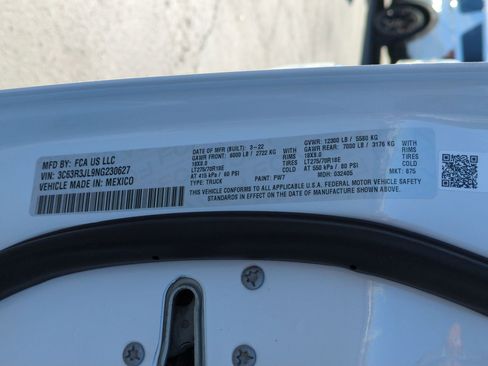 MFD BY: FCA US LLC
VIN: 3C63R3JL9NG230627
VEHICLE MADE IN: MEXICO
DATE OF MFR (BUILT): 3-22
GAWR FRONT: 6000 LB / 2722 KG
18X8.0 RIMS
LT275/70R18E TIRES
AT 415 kPa / 60 PSI COLD
TYPE: TRUCK PAINT: PW7
GVWR: 12300 LB / 5580 KG
GAWR REAR: 7000 LB / 3176 KG
18X8.0 RIMS
LT275/70R18E TIRES
AT 550 kPa / 80 PSI COLD
MDH: 032405
MKT: 675
THIS VEHICLE CONFORMS TO ALL APPLICABLE U.S.A. FEDERAL MOTOR VEHICLE SAFETY
STANDARDS IN EFFECT ON THE DATE OF MFR SHOWN ABOVE